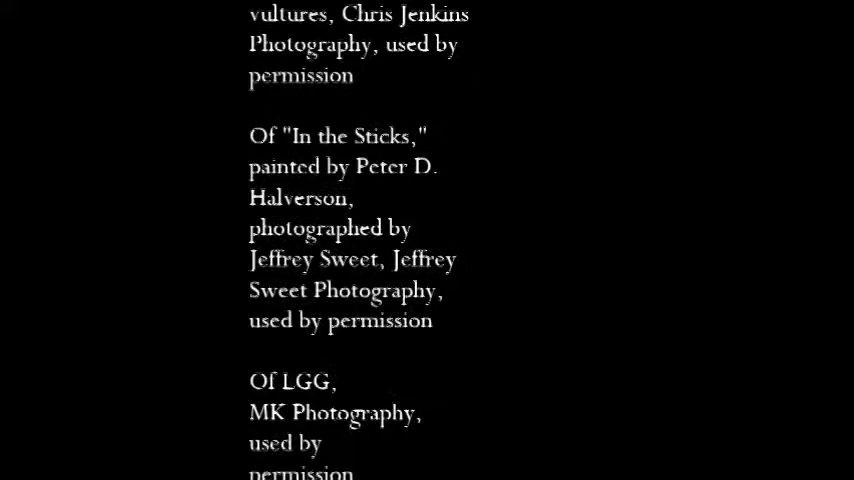 vultures, Chris Jenkins
Photography, used by
permission
Of "In the Sticks,"
painted by Peter D.
Halverson,
photographed by
Jeffrey Sweet, Jeffrey
Sweet Photography,
used by permission
Of LGG,
MK Photography,
used by
permission